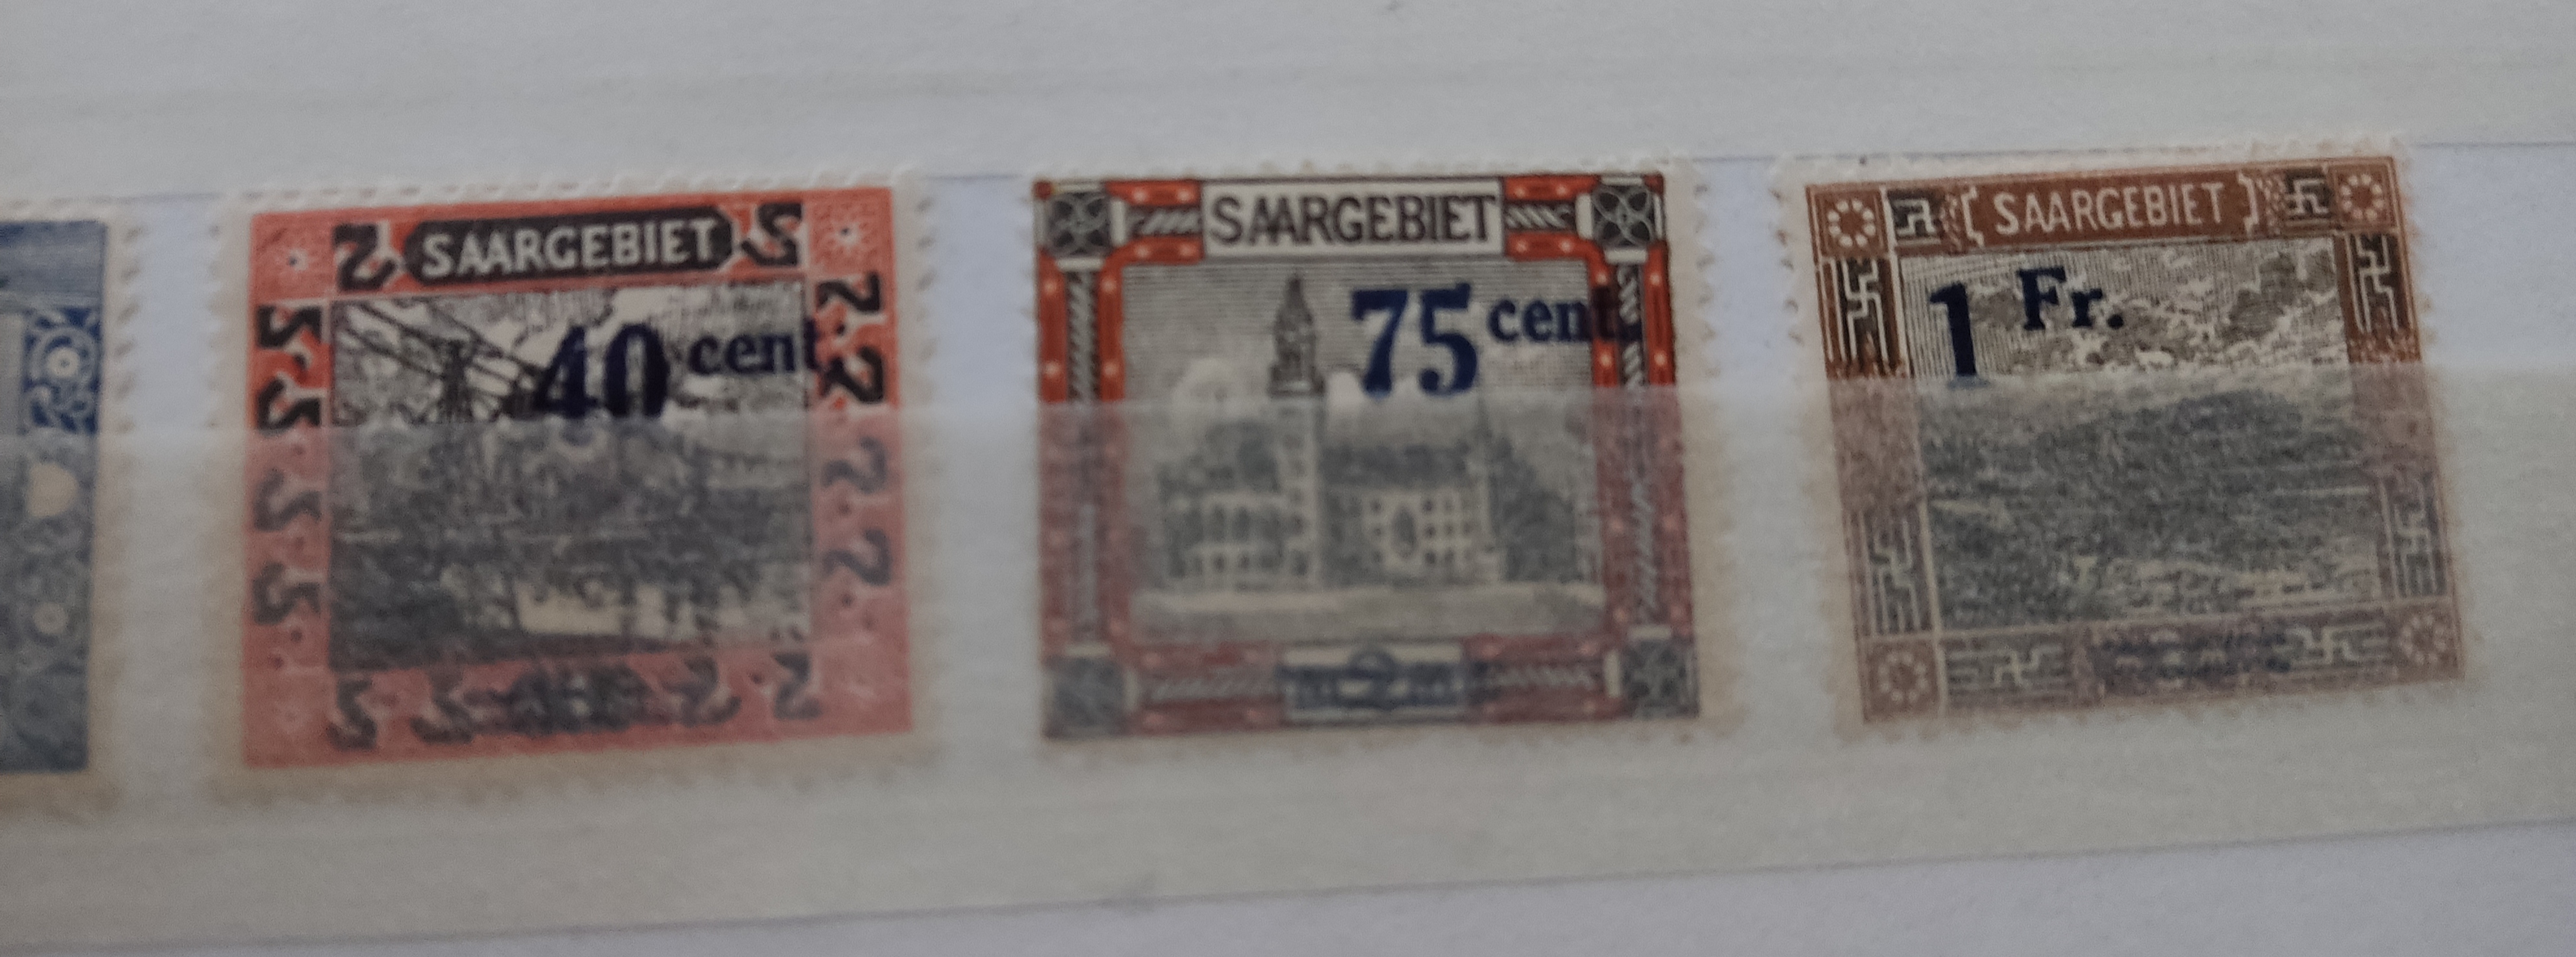 SAARGEBIET
40 cent.
SAARGEBIET
75 cent.
SAARGEBIET
1 Fr.